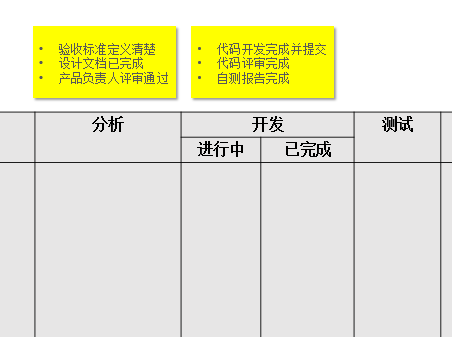 • 验收标准定义清楚
• 设计文档已完成
• 产品负责人评审通过
• 代码开发完成并提交
• 代码评审完成
• 自测报告完成
分析 开发 测试
进行中 已完成